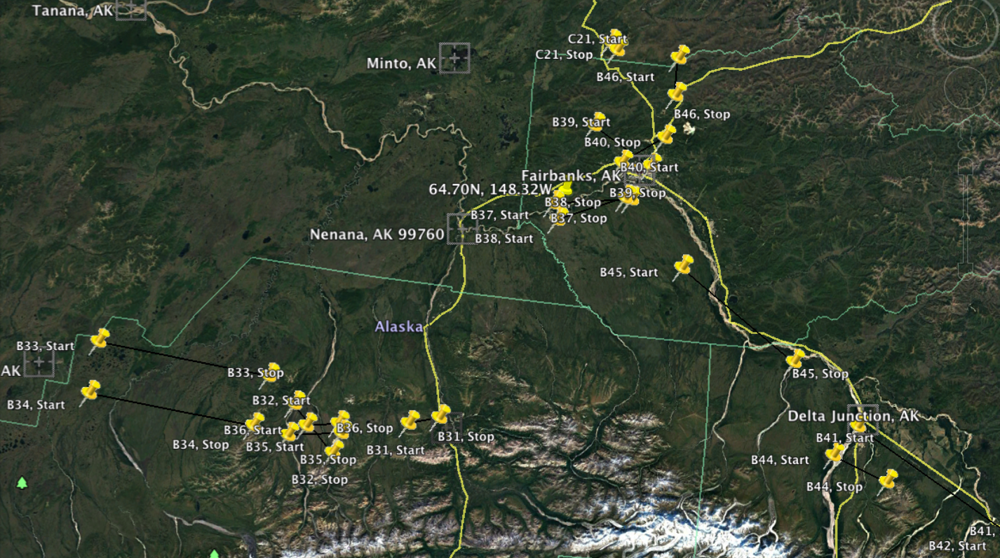 Tanana, AK
C21, Start
C21, Stop
Minto, AK
B46, Start
B46, Stop
B39, Start
B40, Stop
B40, Start
Fairbanks, AK
64.70N, 148.32W
B39, Stop
B38, Stop
B37, Start
B37, Stop
Nenana, AK 99760
B38, Start
B45, Start
Alaska
B33, Start
AK
B33, Stop
B45, Stop
B32, Start
B34, Start
Delta Junction, AK
B36, Start
B36, Stop
B31, Stop
B41, Start
B34, Stop
B35, Start
B31, Start
B35, Stop
B44, Start
B32, Stop
B44, Stop
B41,
B42, Start